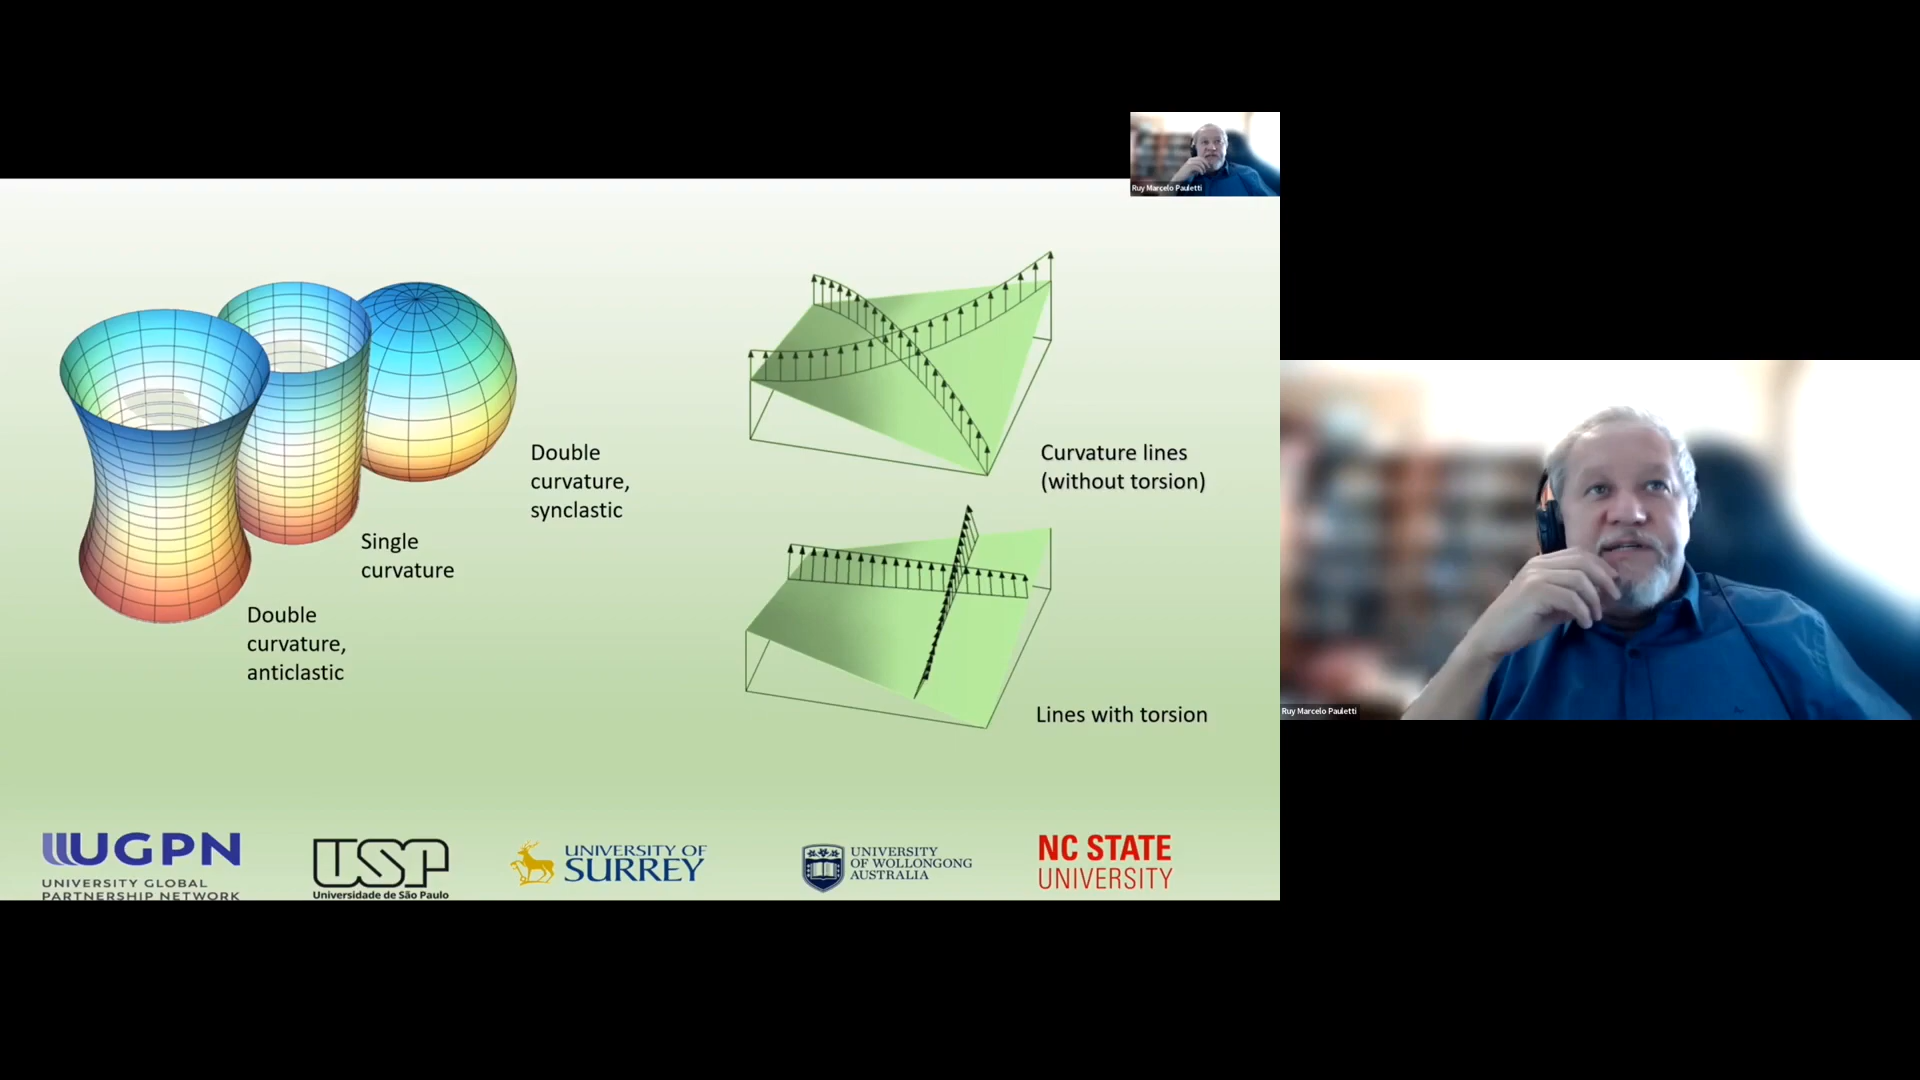 Ruy Marcelo Pauletti
Double
curvature,
synclastic
Single
curvature
Double
curvature,
anticlastic
Curvature lines
(without torsion)
Lines with torsion
Ruy Marcelo Pauletti
UGPN
UNIVERSITY GLOBAL
PARTNERSHIP NETWORK
USP
Universidade de São Paulo
UNIVERSITY OF
SURREY
UNIVERSITY
OF WOLLONGONG
AUSTRALIA
NC STATE
UNIVERSITY